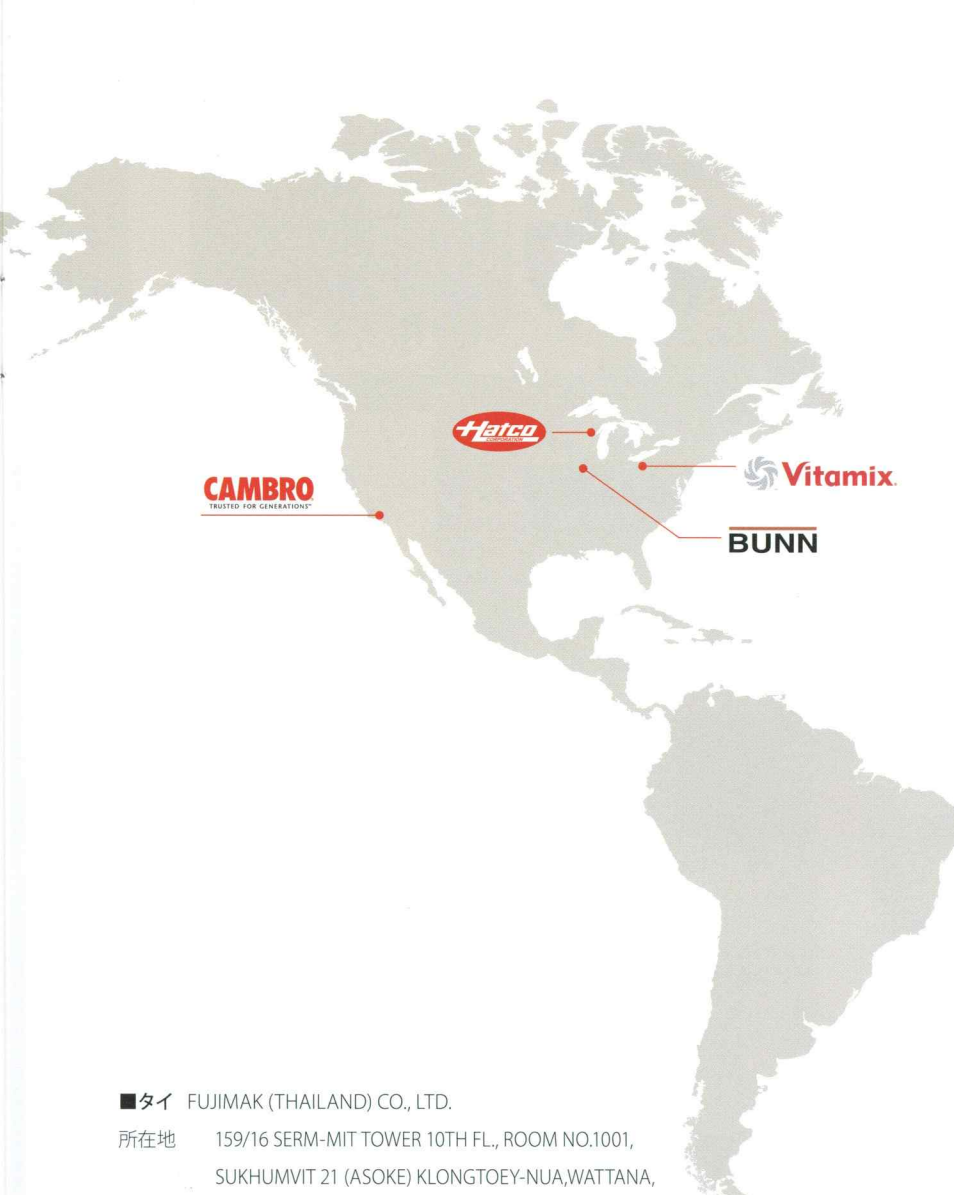 Hatco
CORPORATION
CAMBRO
TRUSTED FOR GENERATIONS™
Vitamix
BUNN
■タイ FUJIMAK (THAILAND) CO., LTD.
所在地 159/16 SERM-MIT TOWER 10TH FL., ROOM NO.1001,
SUKHUMVIT 21 (ASOKE) KLONGTOEY-NUA,WATTANA,